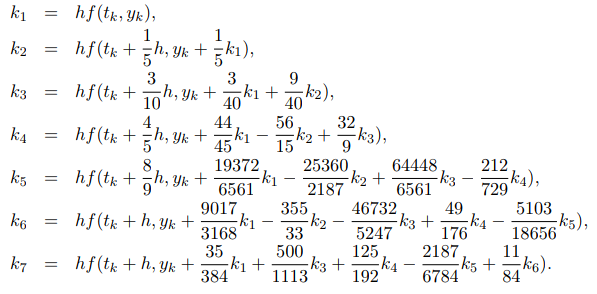 k₁ = hf(tₖ, yₖ),
k₂ = hf(tₖ + 1/5 h, yₖ + 1/5 k₁),
k₃ = hf(tₖ + 3/10 h, yₖ + 3/40 k₁ + 9/40 k₂),
k₄ = hf(tₖ + 4/5 h, yₖ + 44/45 k₁ − 56/15 k₂ + 32/9 k₃),
k₅ = hf(tₖ + 8/9 h, yₖ + 19372/6561 k₁ − 25360/2187 k₂ + 64448/6561 k₃ − 212/729 k₄),
k₆ = hf(tₖ + h, yₖ + 9017/3168 k₁ − 355/33 k₂ − 46732/5247 k₃ + 49/176 k₄ − 5103/18656 k₅),
k₇ = hf(tₖ + h, yₖ + 35/384 k₁ + 500/1113 k₃ + 125/192 k₄ − 2187/6784 k₅ + 11/84 k₆).